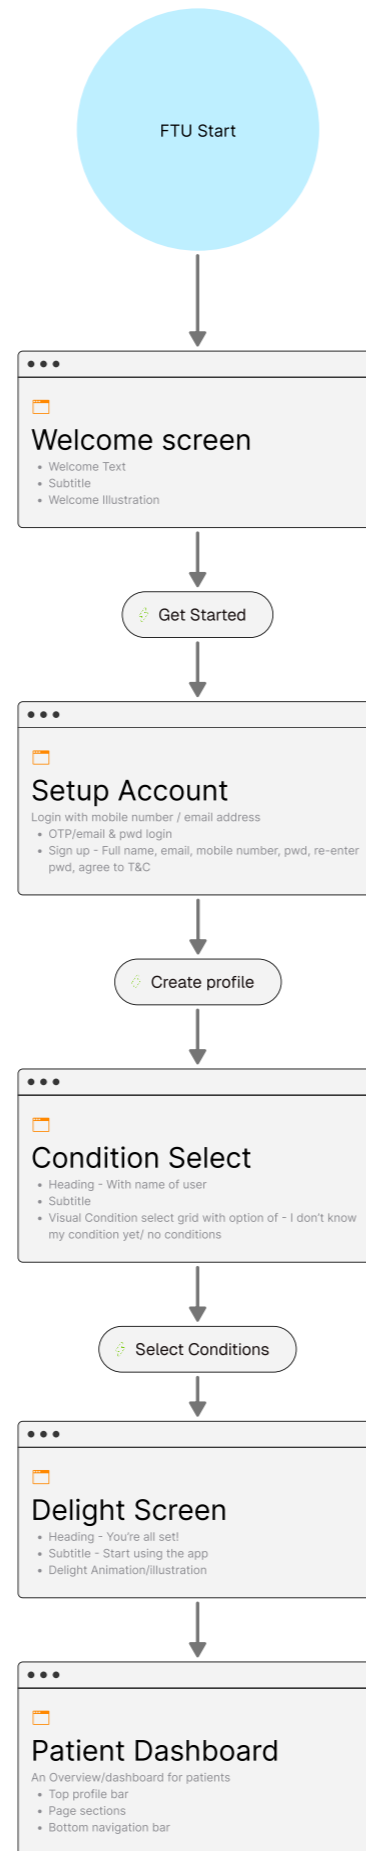 FTU Start
Welcome screen
• Welcome Text
• Subtitle
• Welcome Illustration
Get Started
Setup Account
Login with mobile number / email address
• OTP/email & pwd login
• Sign up - Full name, email, mobile number, pwd, re-enter
pwd, agree to T&C
Create profile
Condition Select
• Heading - With name of user
• Subtitle
• Visual Condition select grid with option of - I don't know
my condition yet/ no conditions
Select Conditions
Delight Screen
• Heading - You're all set!
• Subtitle - Start using the app
• Delight Animation/illustration
Patient Dashboard
An Overview/dashboard for patients
• Top profile bar
• Page sections
• Bottom navigation bar